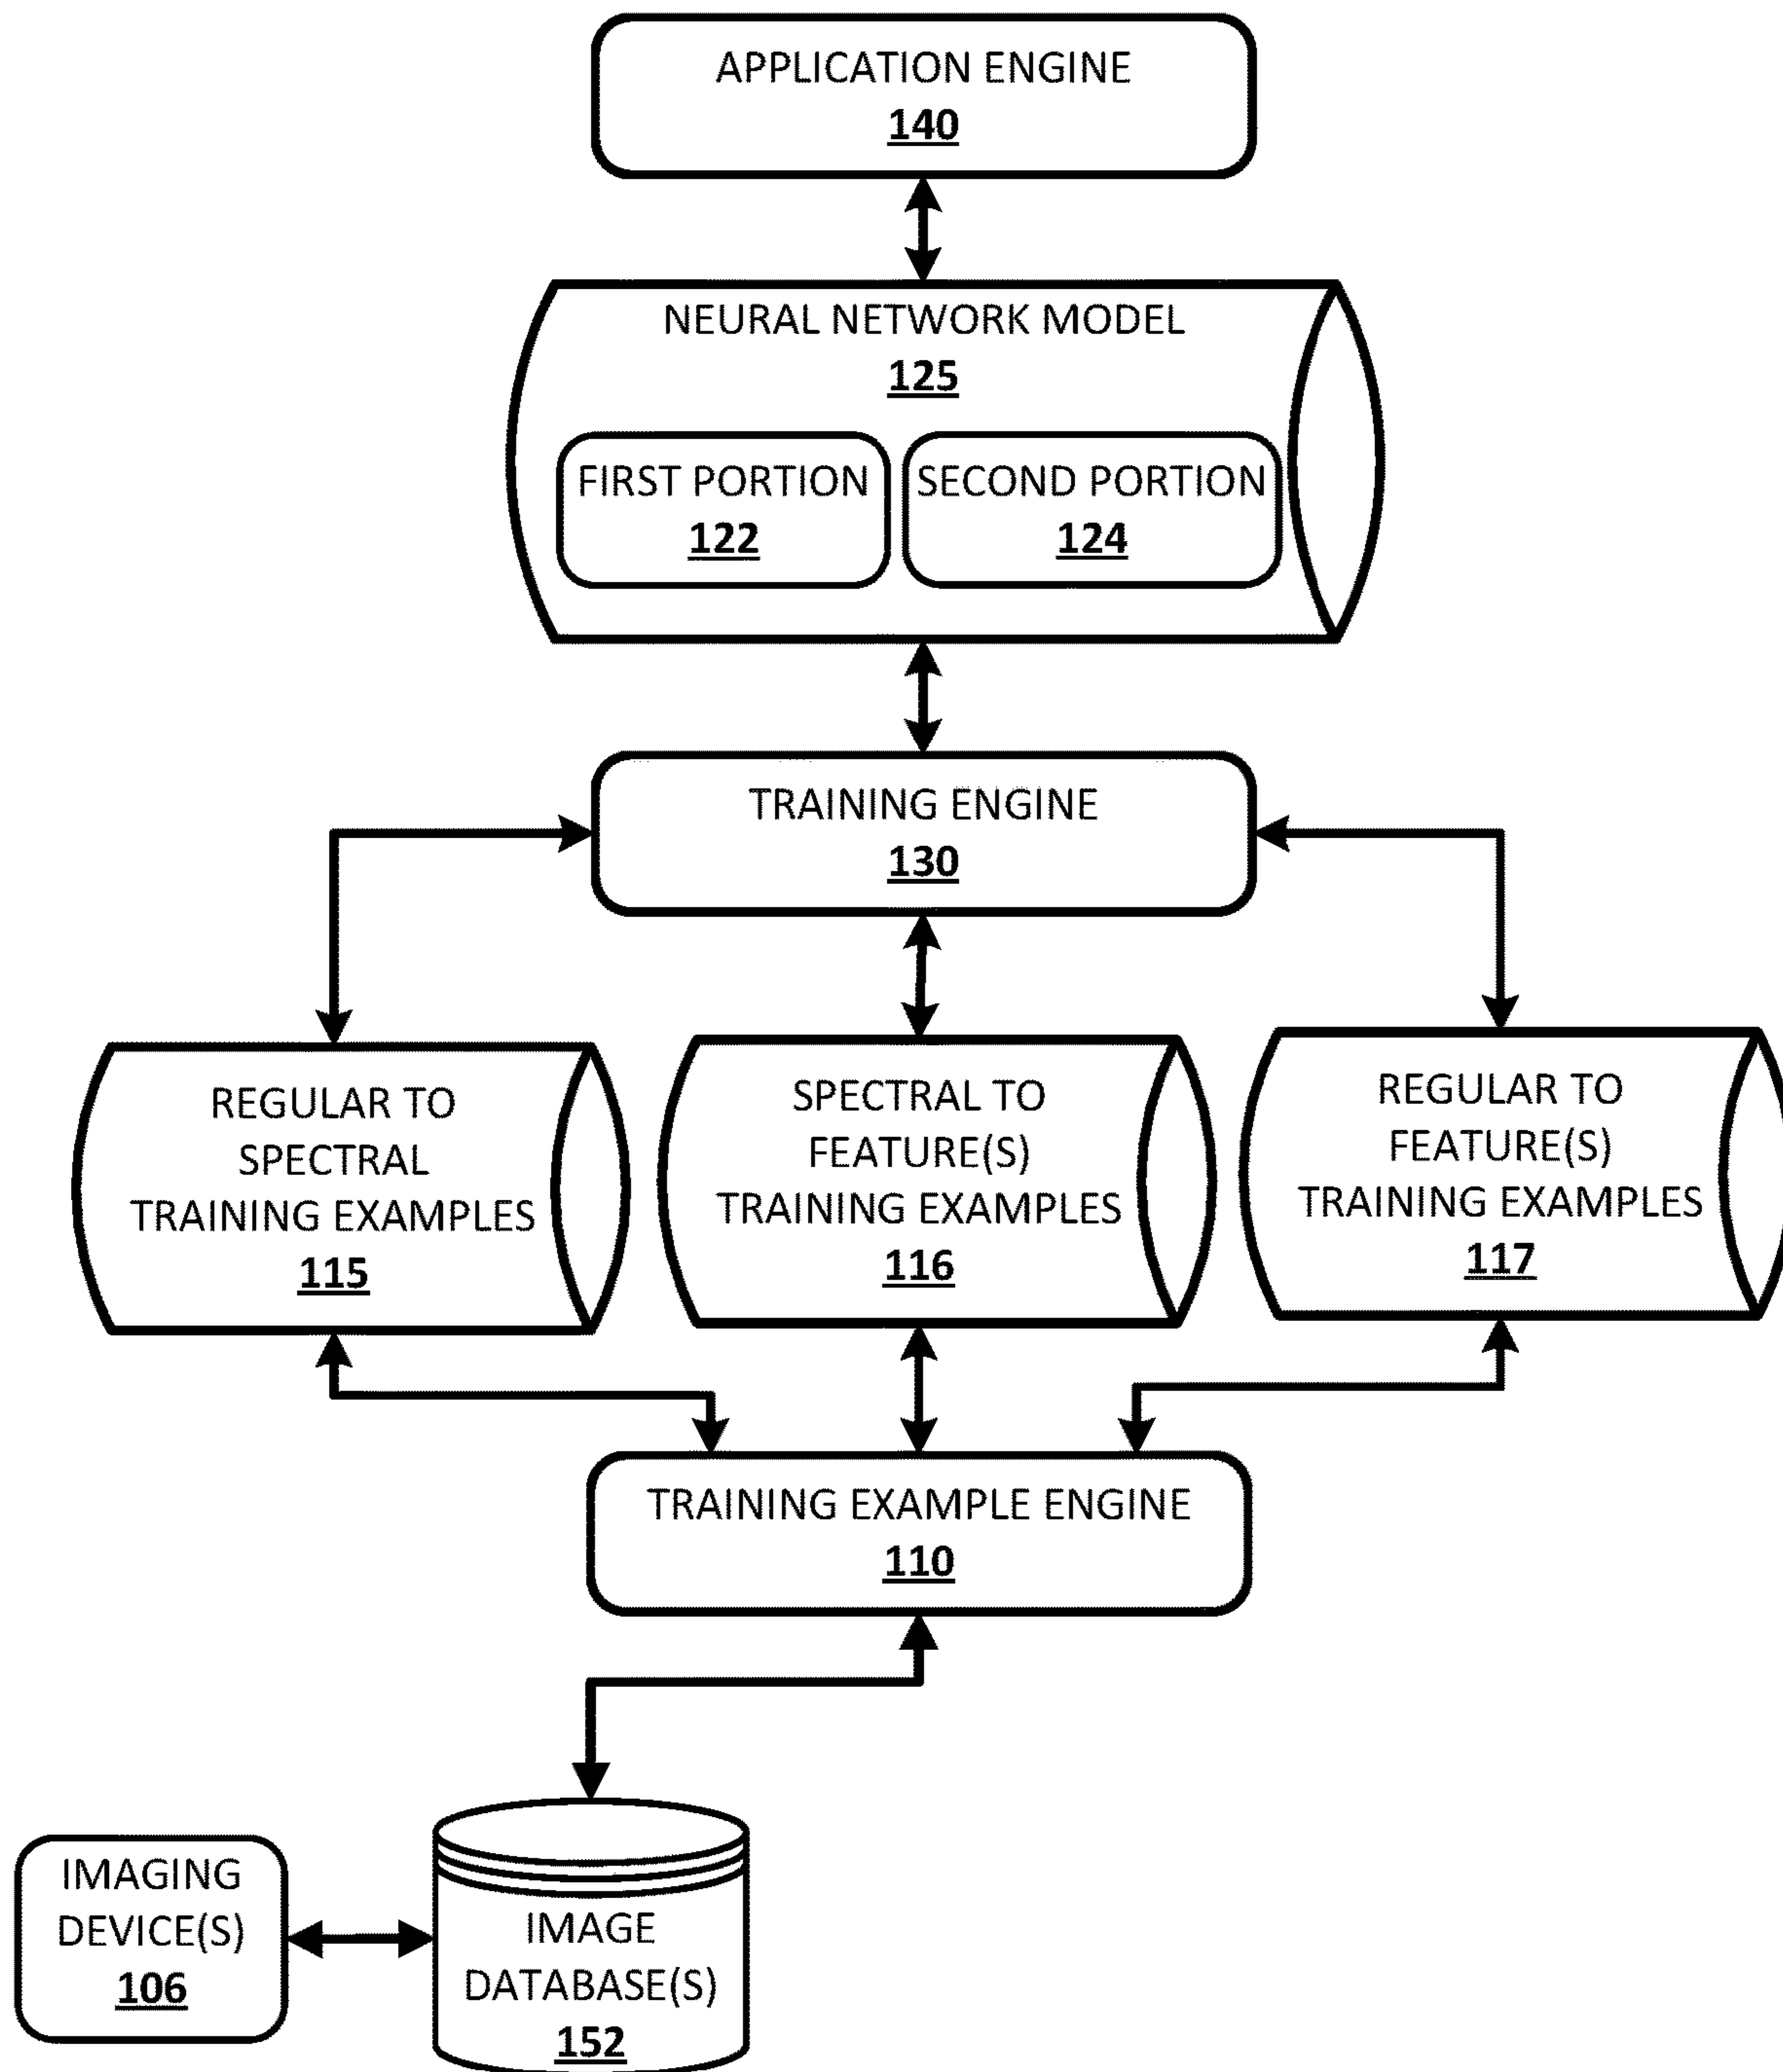 APPLICATION ENGINE
140
NEURAL NETWORK MODEL
125
FIRST PORTION
122
SECOND PORTION
124
TRAINING ENGINE
130
REGULAR TO
SPECTRAL
TRAINING EXAMPLES
115
SPECTRAL TO
FEATURE(S)
TRAINING EXAMPLES
116
REGULAR TO
FEATURE(S)
TRAINING EXAMPLES
117
TRAINING EXAMPLE ENGINE
110
IMAGING
DEVICE(S)
106
IMAGE
DATABASE(S)
152